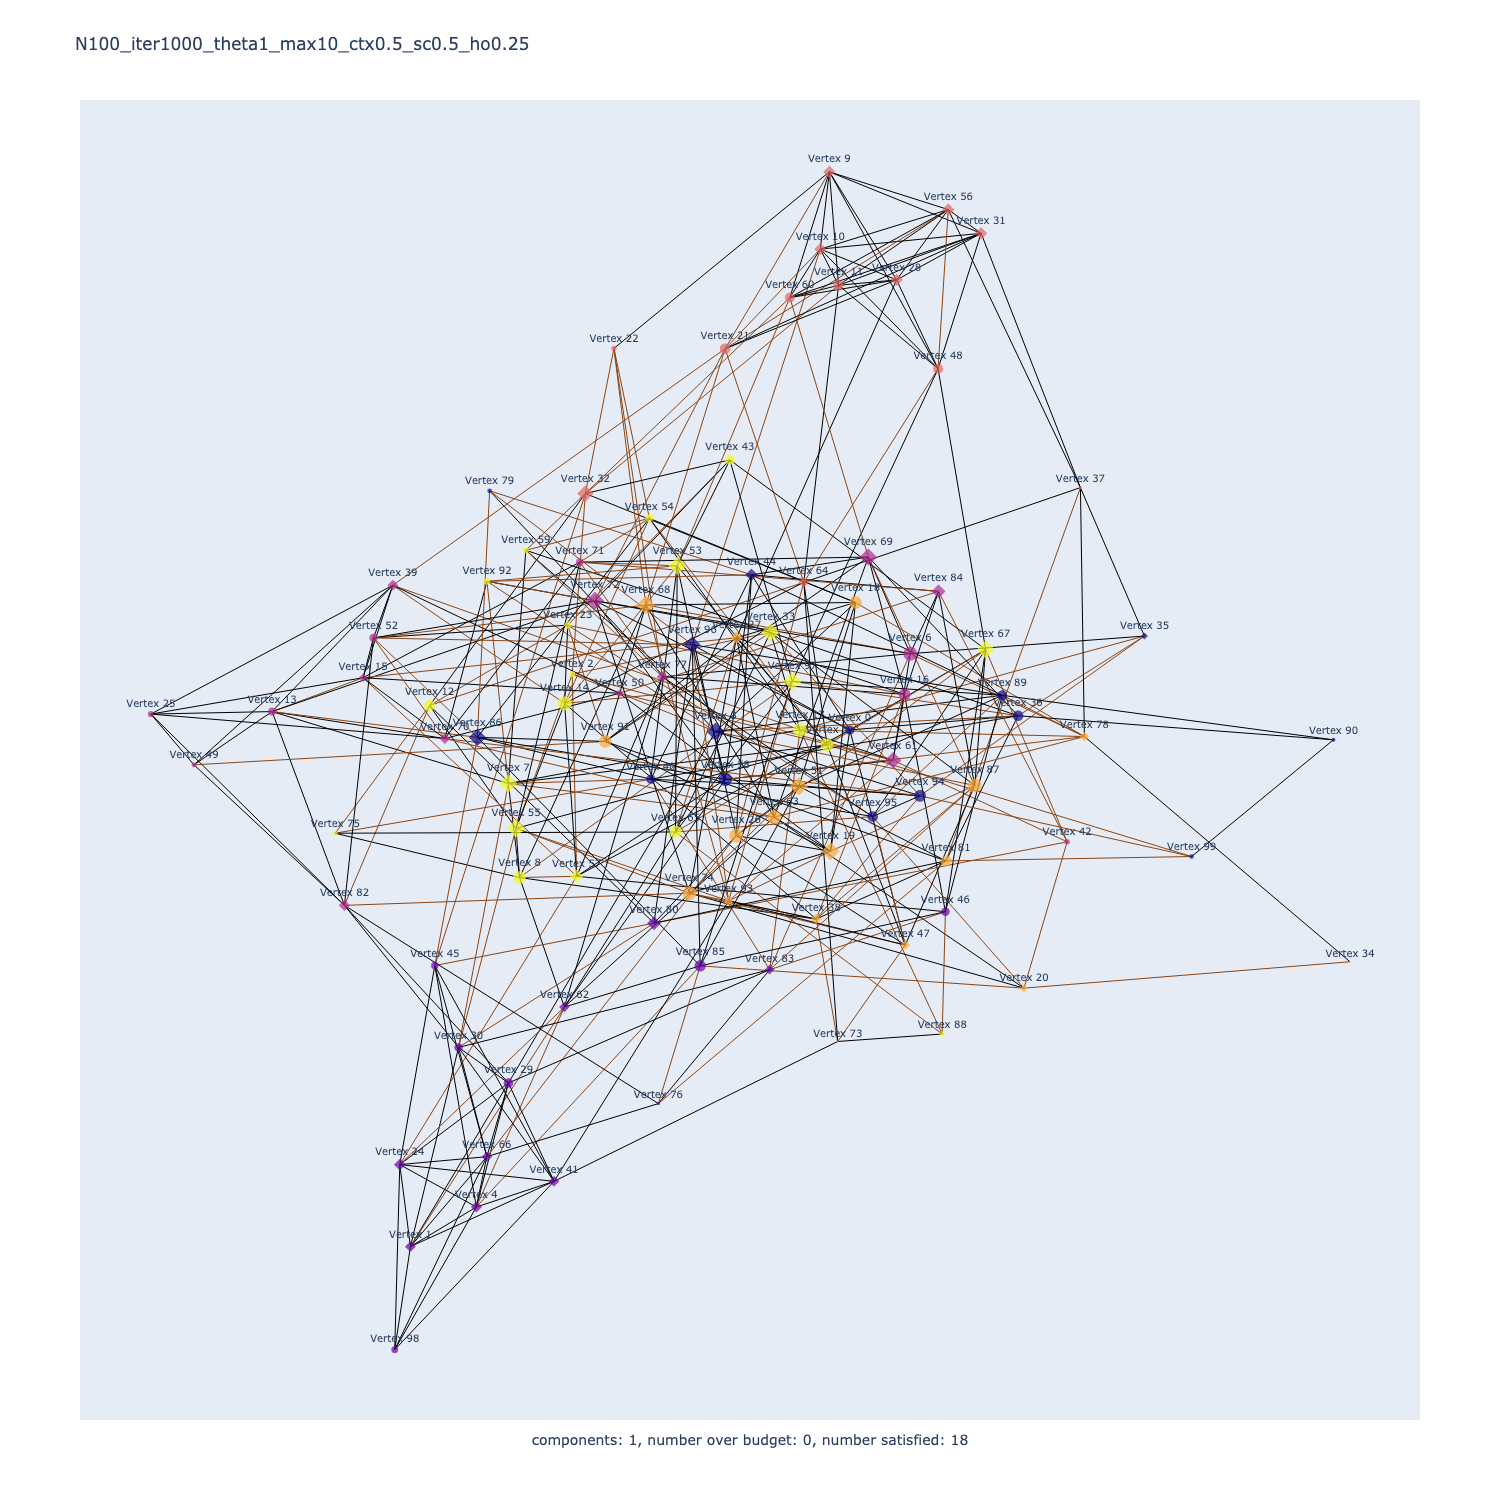 N100_iter1000_theta1_max10_ctx0.5_sc0.5_ho0.25
Vertex 9
Vertex 56
Vertex 31
Vertex 10
Vertex 28
Vertex 11
Vertex 60
Vertex 22
Vertex 21
Vertex 48
Vertex 43
Vertex 79
Vertex 32
Vertex 37
Vertex 54
Vertex 59
Vertex 71
Vertex 53
Vertex 69
Vertex 44
Vertex 64
Vertex 39
Vertex 92
Vertex 72
Vertex 68
Vertex 18
Vertex 84
Vertex 52
Vertex 23
Vertex 96
Vertex 33
Vertex 6
Vertex 67
Vertex 35
Vertex 15
Vertex 2
Vertex 77
Vertex 50
Vertex 16
Vertex 89
Vertex 25
Vertex 13
Vertex 12
Vertex 14
Vertex 36
Vertex 86
Vertex 91
Vertex 0
Vertex 78
Vertex 90
Vertex 49
Vertex 7
Vertex 61
Vertex 87
Vertex 94
Vertex 75
Vertex 55
Vertex 95
Vertex 26
Vertex 19
Vertex 42
Vertex 81
Vertex 99
Vertex 8
Vertex 82
Vertex 74
Vertex 93
Vertex 80
Vertex 38
Vertex 46
Vertex 47
Vertex 45
Vertex 85
Vertex 83
Vertex 34
Vertex 20
Vertex 62
Vertex 30
Vertex 73
Vertex 88
Vertex 29
Vertex 76
Vertex 24
Vertex 66
Vertex 41
Vertex 4
Vertex 1
Vertex 98
components: 1, number over budget: 0, number satisfied: 18